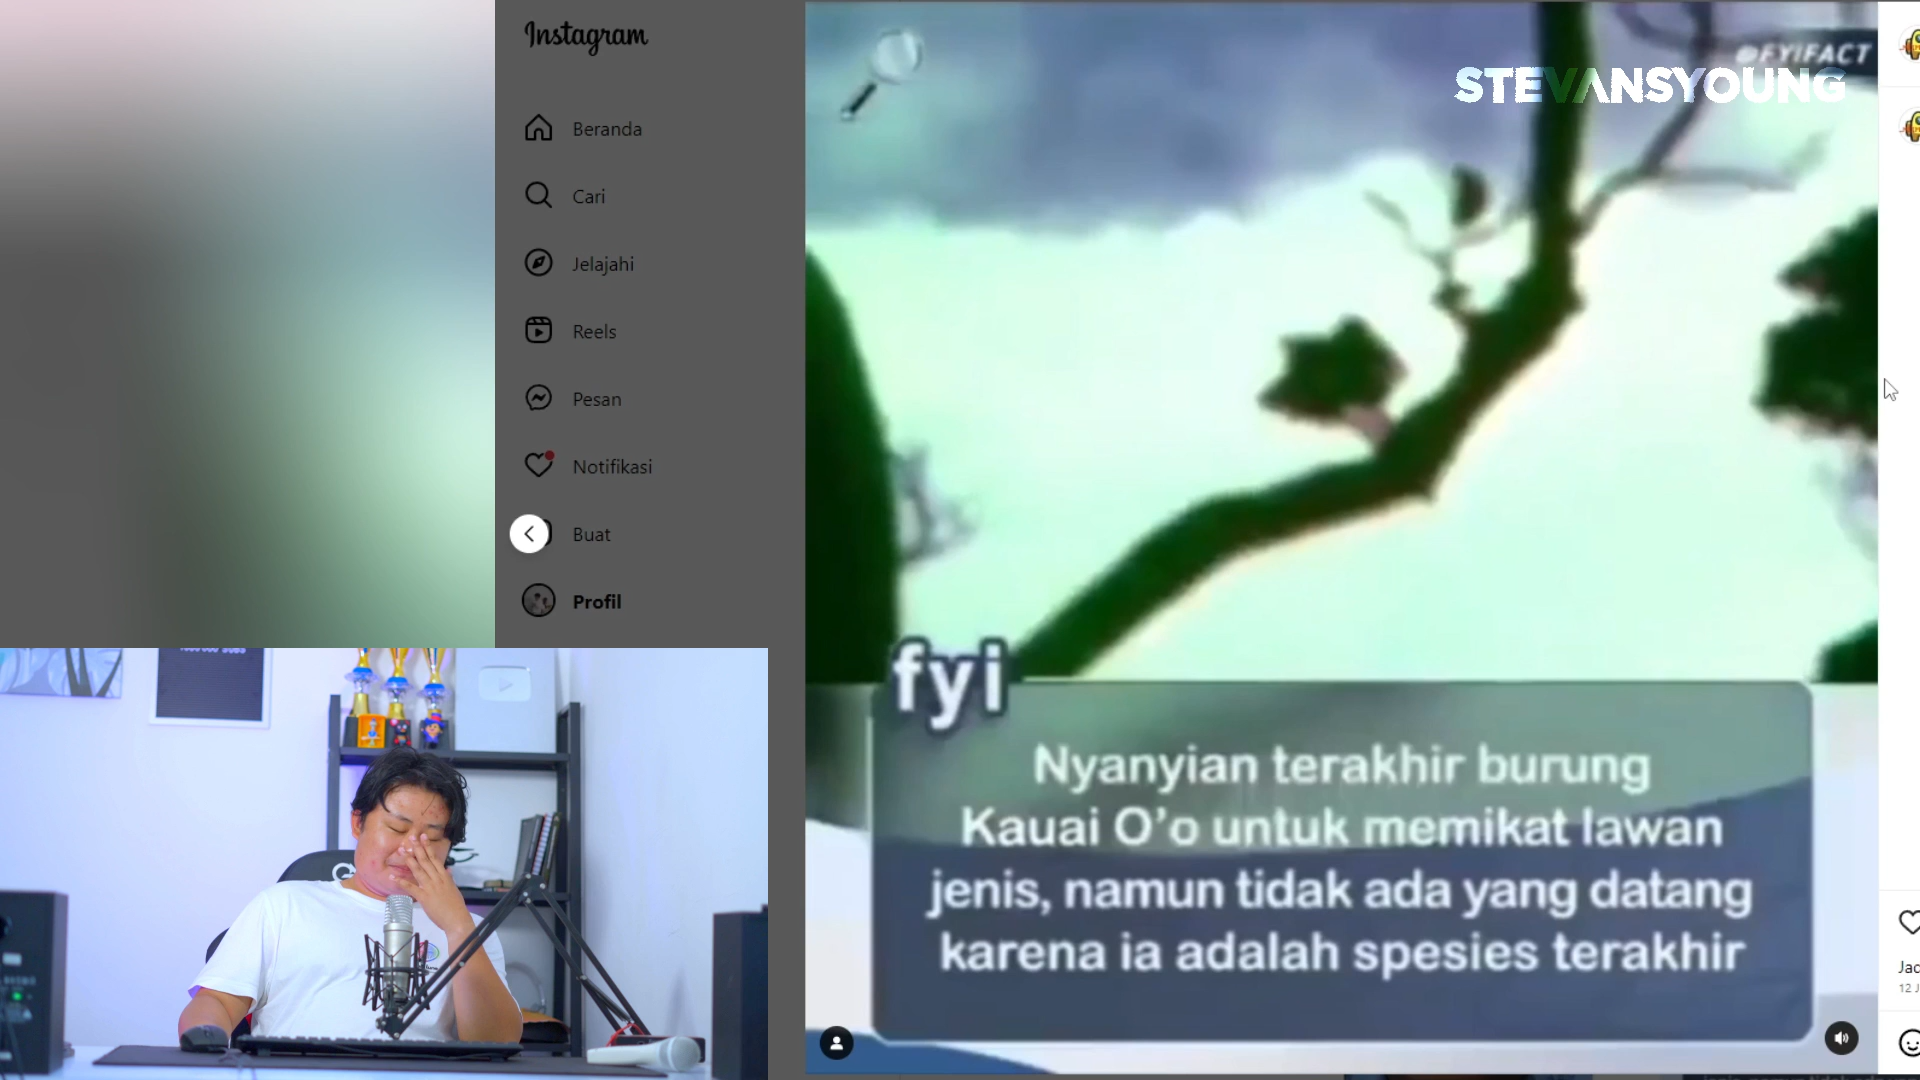 Instagram
Beranda
Cari
Jelajahi
Reels
Pesan
Notifikasi
Buat
Profil
@FYIFACT
STEVANSYOUNG
fyi
Nyanyian terakhir burung
Kauai O'o untuk memikat lawan
jenis, namun tidak ada yang datang
karena ia adalah spesies terakhir